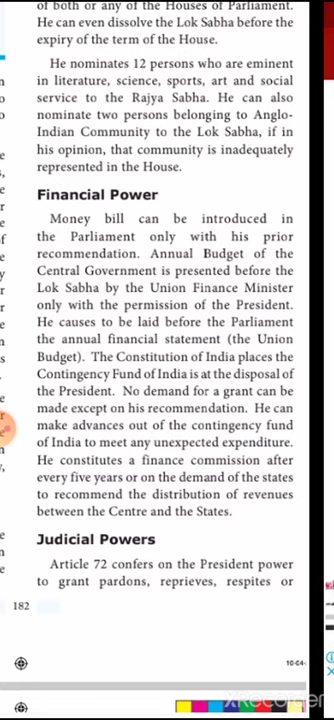 of both or any of the Houses of Parliament.
He can even dissolve the Lok Sabha before the
expiry of the term of the House.
He nominates 12 persons who are eminent
in literature, science, sports, art and social
service to the Rajya Sabha. He can also
nominate two persons belonging to Anglo-
Indian Community to the Lok Sabha, if in
his opinion, that community is inadequately
represented in the House.
Financial Power
Money bill can be introduced in
the Parliament only with his prior
recommendation. Annual Budget of the
Central Government is presented before the
Lok Sabha by the Union Finance Minister
only with the permission of the President.
He causes to be laid before the Parliament
the annual financial statement (the Union
Budget). The Constitution of India places the
Contingency Fund of India is at the disposal of
the President. No demand for a grant can be
made except on his recommendation. He can
make advances out of the contingency fund
of India to meet any unexpected expenditure.
He constitutes a finance commission after
every five years or on the demand of the states
to recommend the distribution of revenues
between the Centre and the States.
Judicial Powers
Article 72 confers on the President power
to grant pardons, reprieves, respites or
182
10-04-
XRecorder